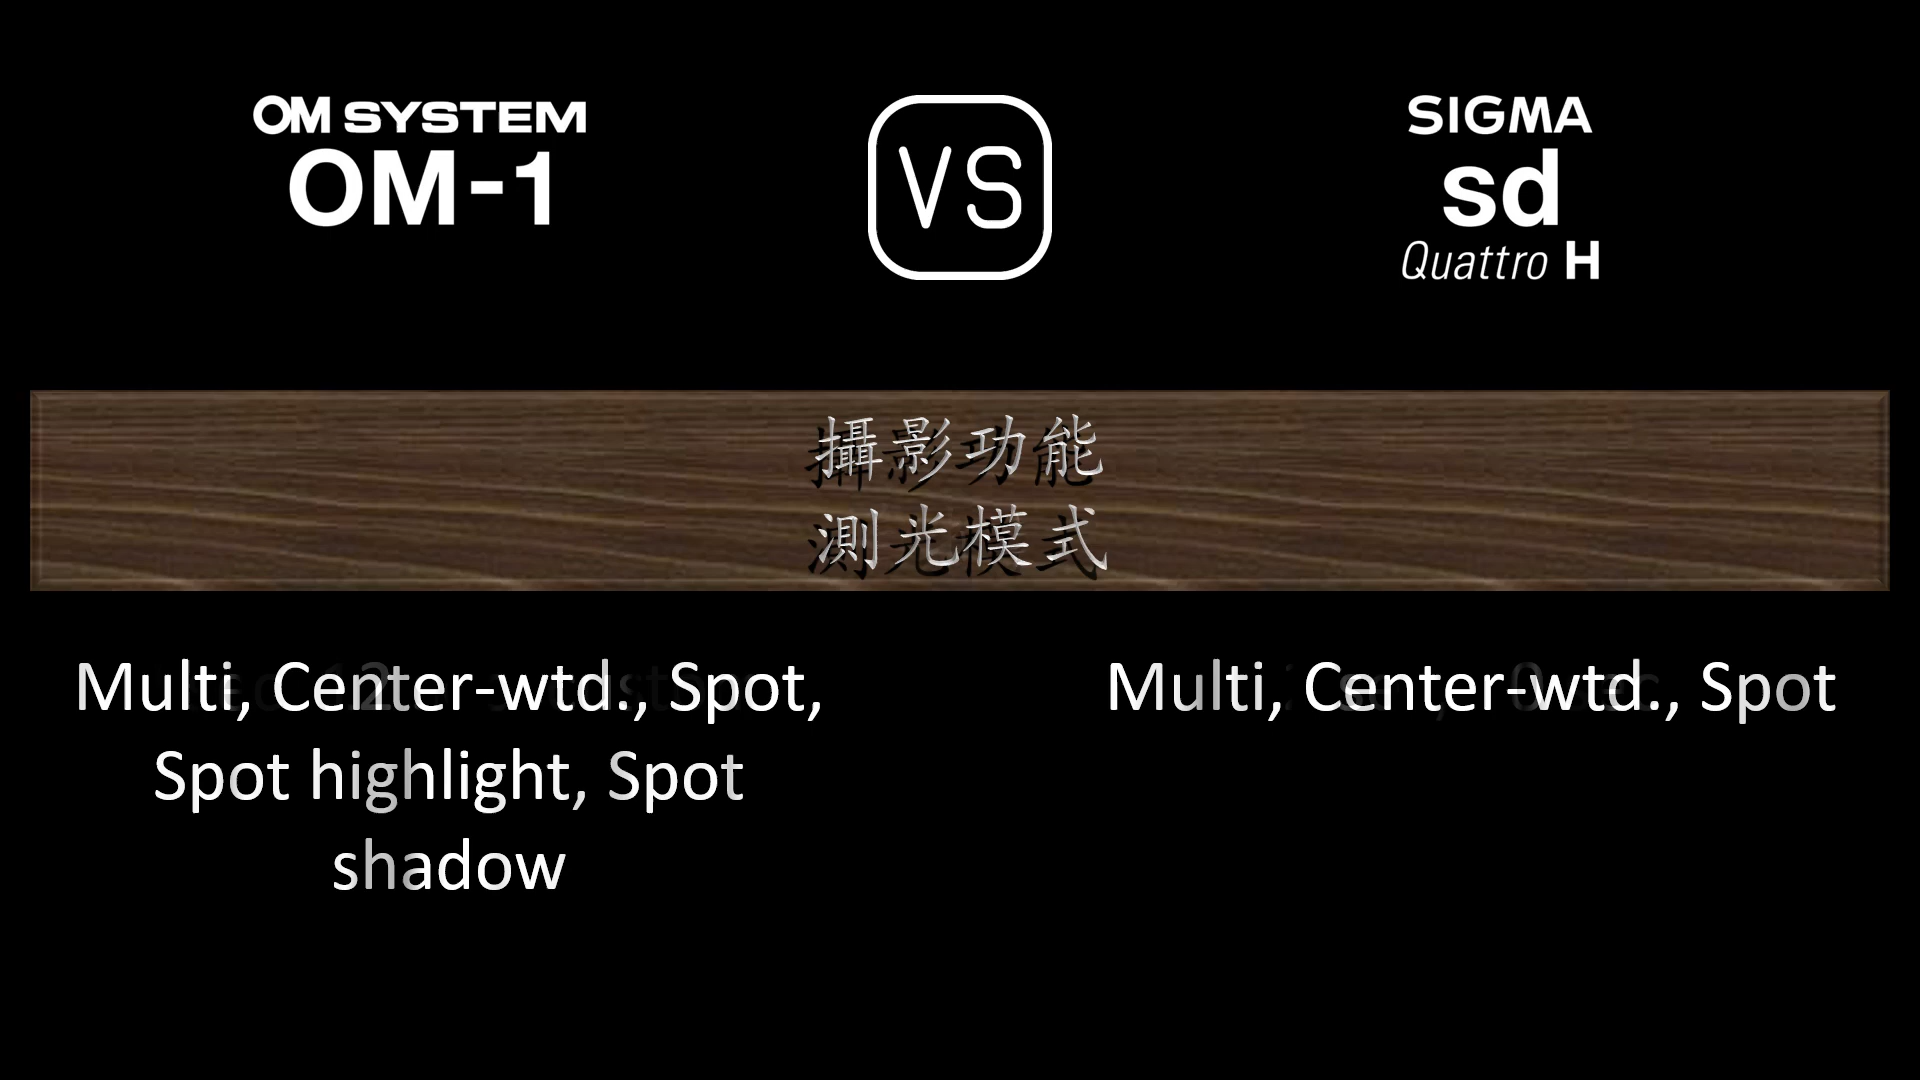 OM SYSTEM
OM-1
VS
SIGMA
sd
Quattro H
攝影功能
測光模式
Multi, Center-wtd., Spot,
Spot highlight, Spot
shadow
Multi, Center-wtd., Spot